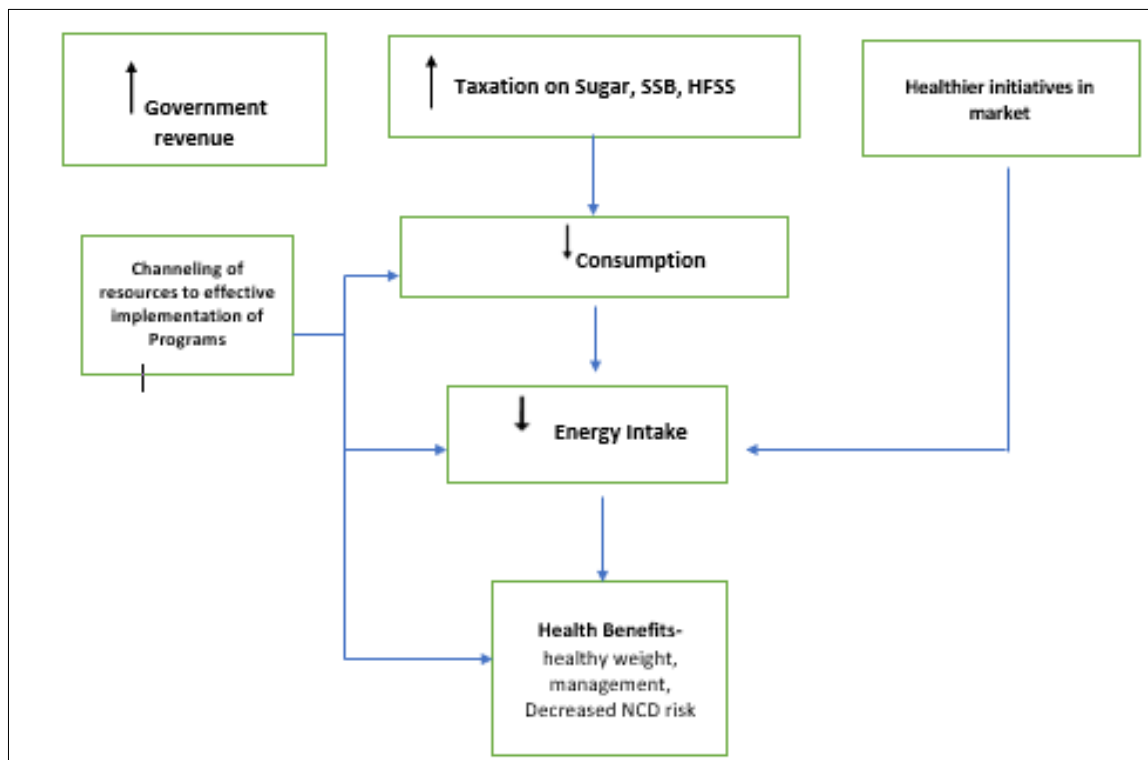 Government
revenue
Taxation on Sugar, SSB, HFSS
Healthier initiatives in
market
Channeling of
resources to effective
implementation of
Programs
Consumption
Energy Intake
Health Benefits-
healthy weight,
management,
Decreased NCD risk